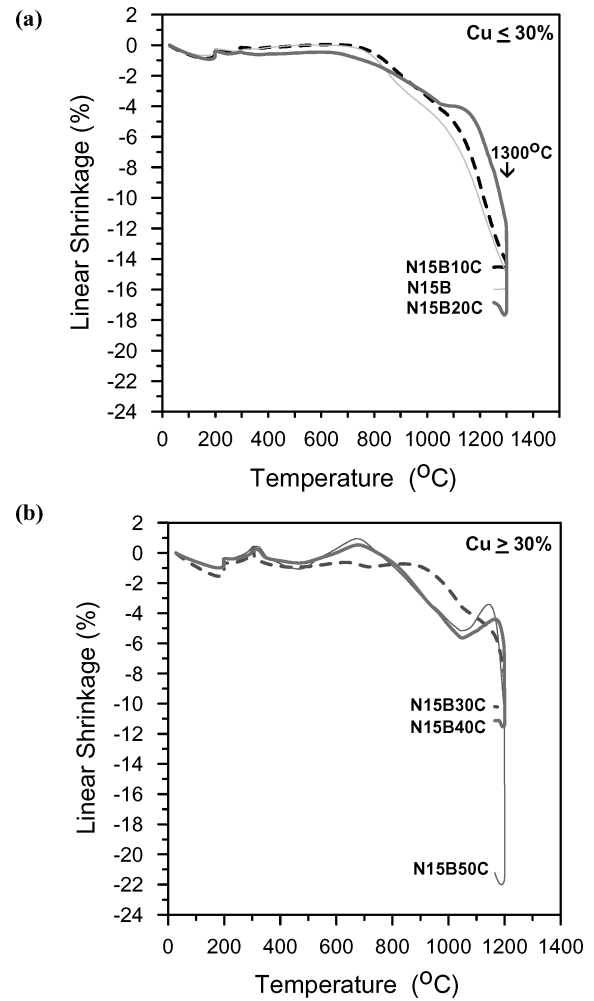 (a)
Cu ≤ 30%
2
0
-2
-4
-6
-8
-10
-12
-14
-16
-18
-20
-22
-24
Linear Shrinkage (%)
1300°C
N15B10C
N15B
N15B20C
0 200 400 600 800 1000 1200 1400
Temperature (°C)
(b)
Cu ≥ 30%
2
0
-2
-4
-6
-8
-10
-12
-14
-16
-18
-20
-22
-24
Linear Shrinkage (%)
N15B30C
N15B40C
N15B50C
0 200 400 600 800 1000 1200 1400
Temperature (°C)